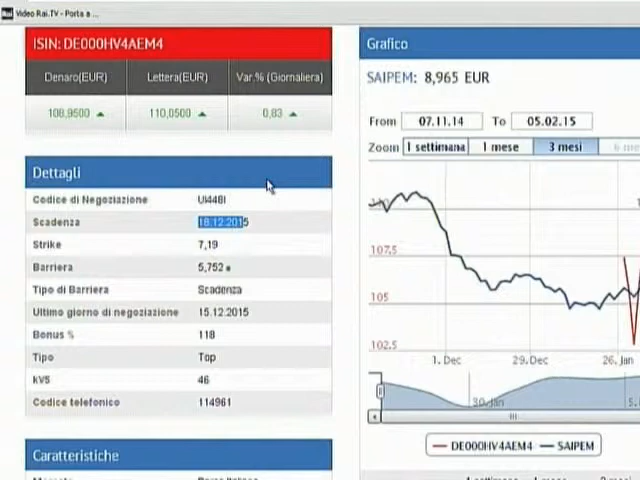 Video Rai.TV - Porta a ...
ISIN: DE000HV4AEM4
Denaro(EUR) Lettera(EUR) Var.% (Giornaliera)
108,9500 110,0500 0,83
Dettagli
Codice di Negoziazione UI448I
Scadenza 18.12.2015
Strike 7,19
Barriera 5,752
Tipo di Barriera Scadenza
Ultimo giorno di negoziazione 15.12.2015
Bonus % 118
Tipo Top
kV5 46
Codice telefonico 114961
Caratteristiche
Grafico
SAIPEM: 8,965 EUR
From 07.11.14 To 05.02.15
Zoom 1 settimana 1 mese 3 mesi
110
107.5
105
102.5
1. Dec 29. Dec 26. Jan
30. Jan
DE000HV4AEM4 SAIPEM